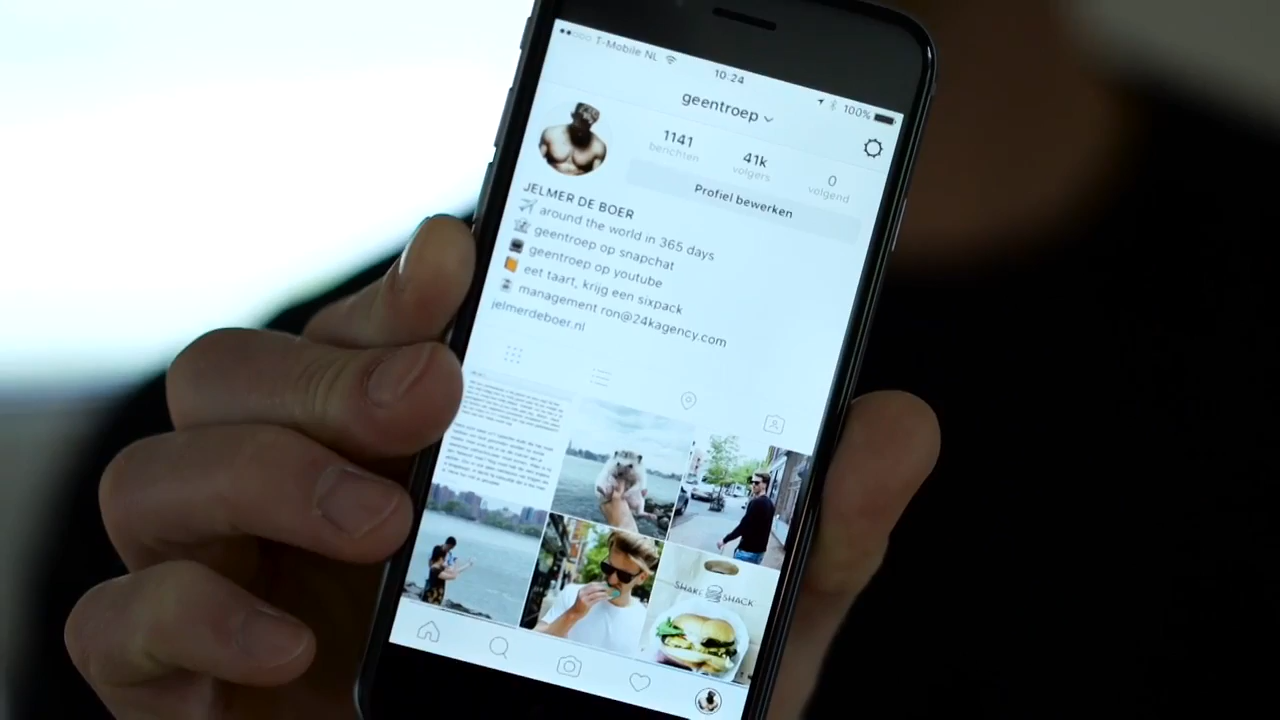 T-Mobile NL
10:24
100%
geentroep
1141
berichten
41k
volgers
0
volgend
Profiel bewerken
JELMER DE BOER
around the world in 365 days
geentroep op snapchat
geentroep op youtube
eet taart, krijg een sixpack
management ron@24kagency.com
jelmerdeboer.nl
SHAKE SHACK